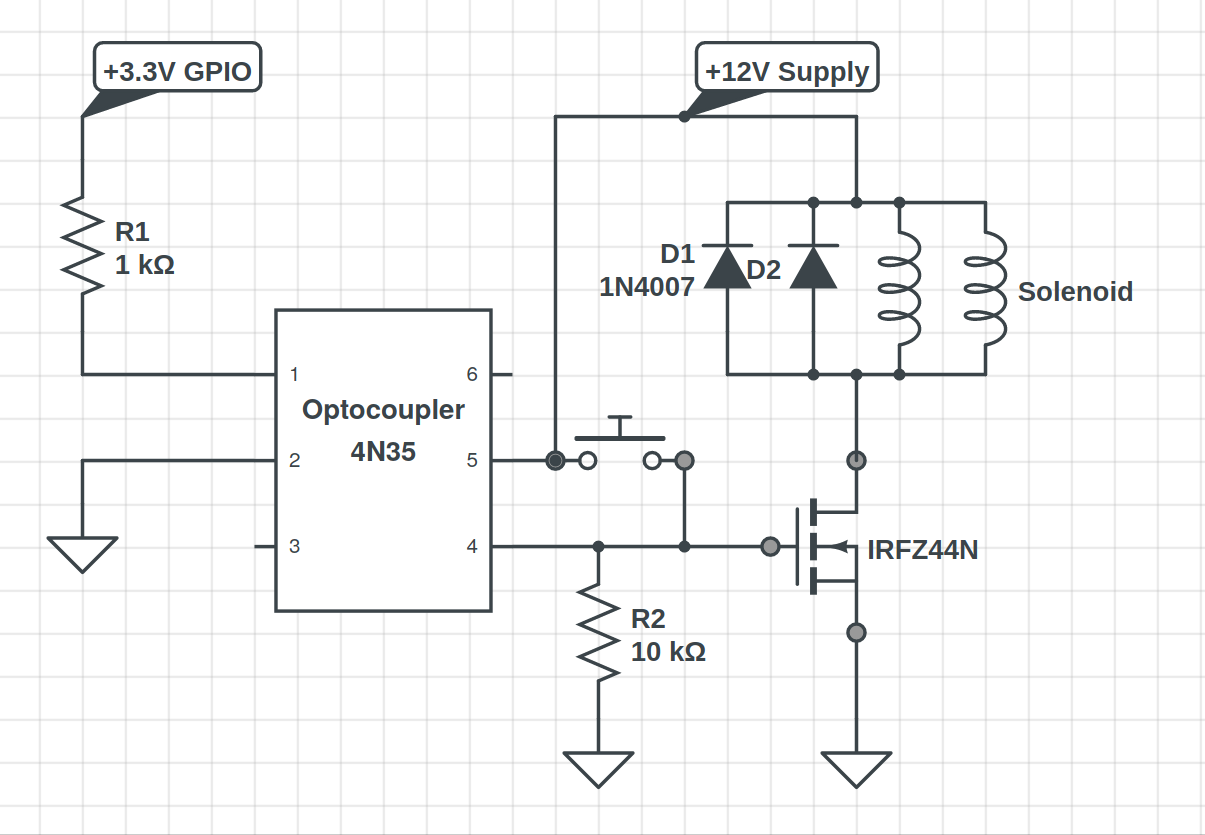 +3.3V GPIO
+12V Supply
R1
1 kΩ
D1
1N4007
D2
Solenoid
1
6
Optocoupler
4N35
2
5
3
4
IRFZ44N
R2
10 kΩ